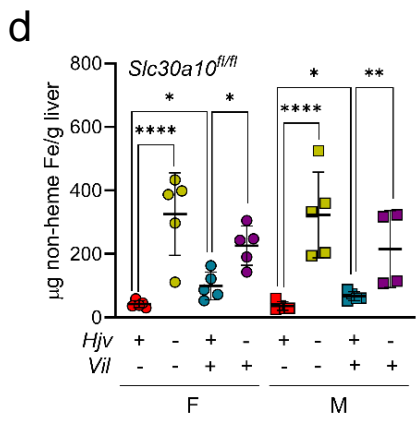 d
Slc30a10fl/fl
µg non-heme Fe/g liver
800
600
400
200
0
* * * **
**** ****
Hjv + - + - + - + -
Vil - - + + - - + +
F M